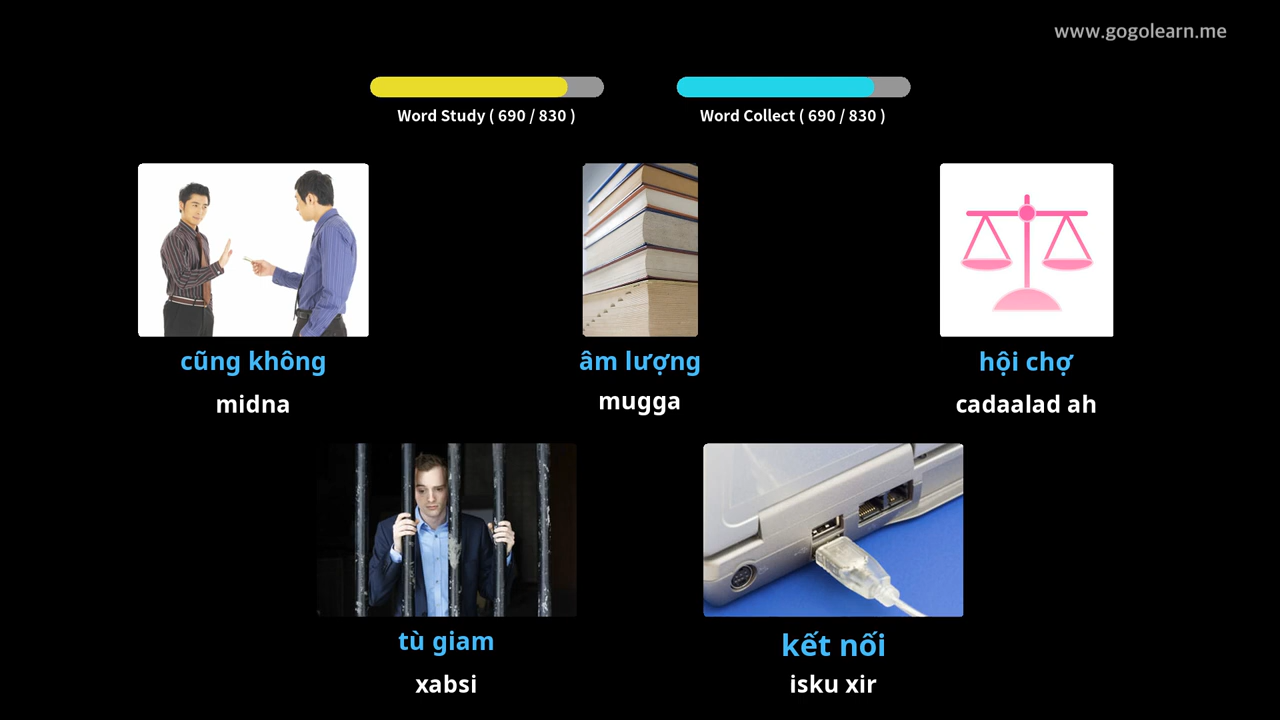 www.gogolearn.me
Word Study ( 690 / 830 )
Word Collect ( 690 / 830 )
cũng không
midna
âm lượng
mugga
hội chợ
cadaalad ah
tù giam
xabsi
kết nối
isku xir